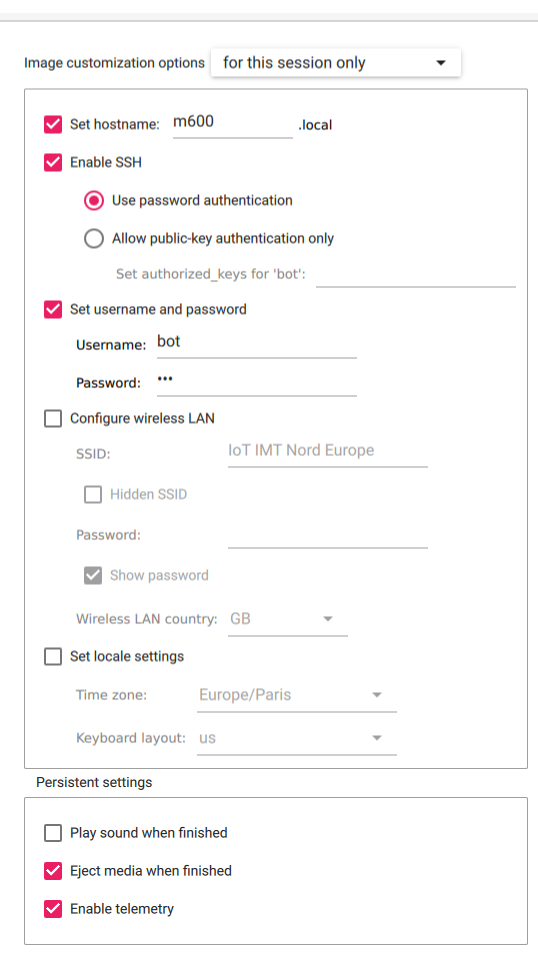 Image customization options for this session only
Set hostname: m600 .local
Enable SSH
Use password authentication
Allow public-key authentication only
Set authorized_keys for 'bot':
Set username and password
Username: bot
Password: •••
Configure wireless LAN
SSID: IoT IMT Nord Europe
Hidden SSID
Password:
Show password
Wireless LAN country: GB
Set locale settings
Time zone: Europe/Paris
Keyboard layout: us
Persistent settings
Play sound when finished
Eject media when finished
Enable telemetry